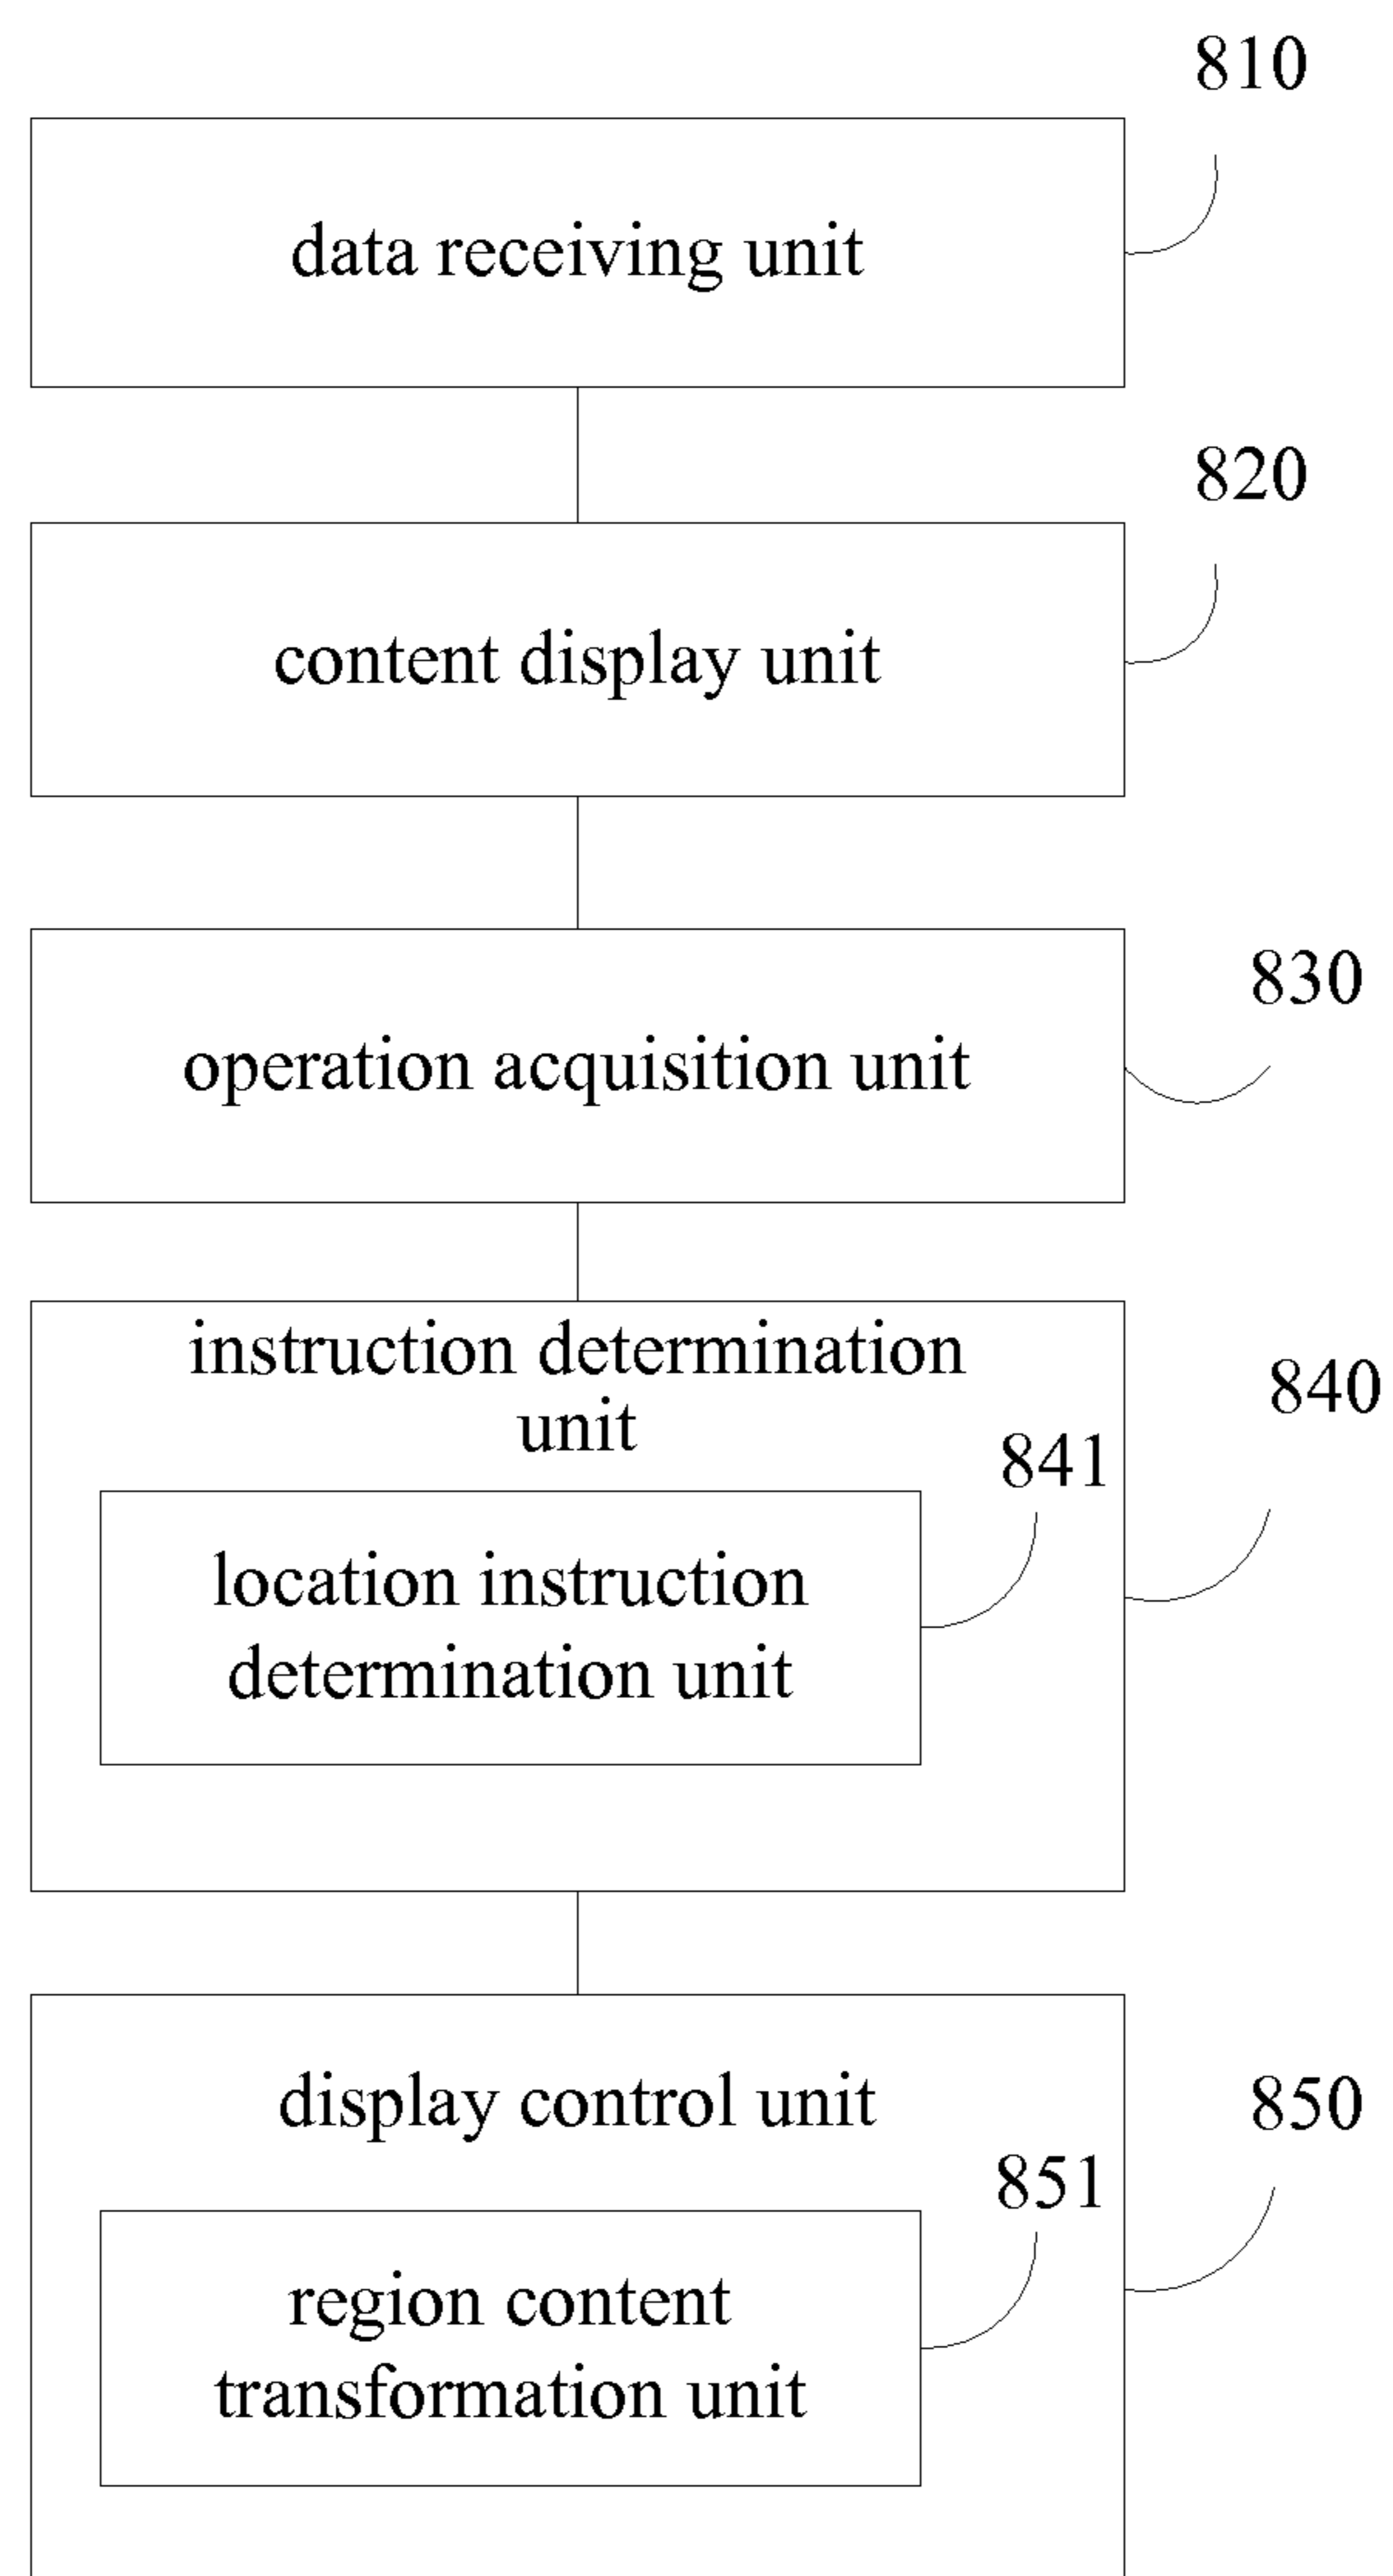 810
data receiving unit
820
content display unit
830
operation acquisition unit
instruction determination
unit
840
841
location instruction
determination unit
display control unit
850
851
region content
transformation unit